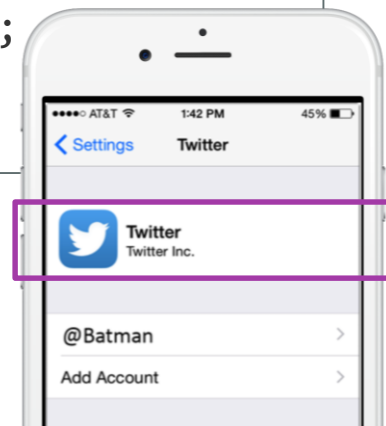 ;
AT&T 1:42 PM 45%
Settings Twitter
Twitter
Twitter Inc.
@Batman
Add Account